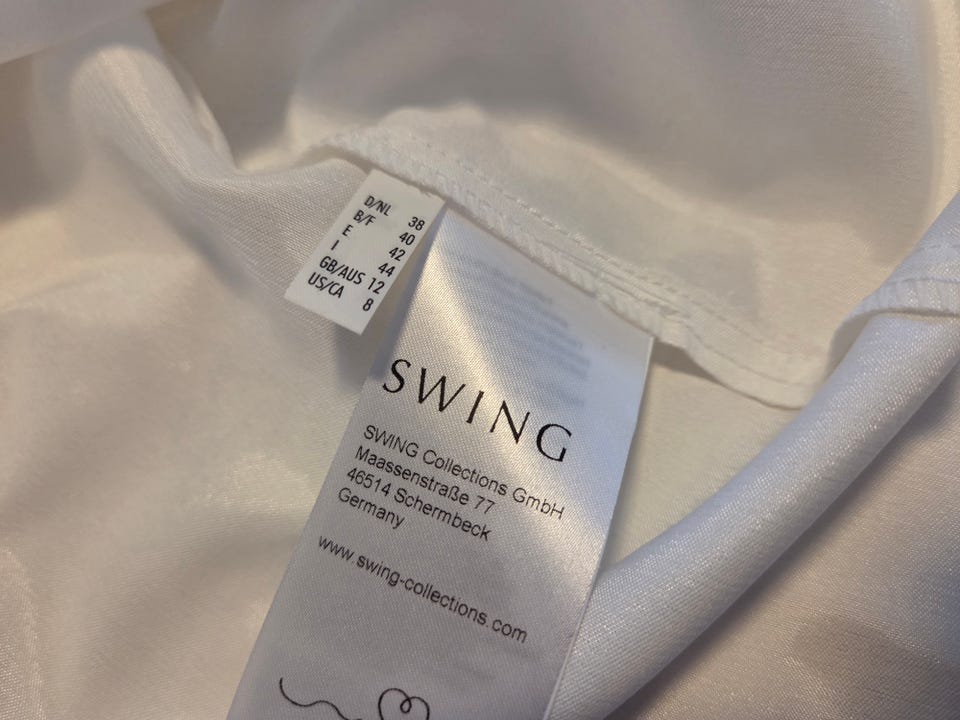 D/NL 38
B/F 40
E 42
I 44
GB/AUS 12
US/CA 8
SWING
SWING Collections GmbH
Maassenstraße 77
46514 Schermbeck
Germany
www.swing-collections.com